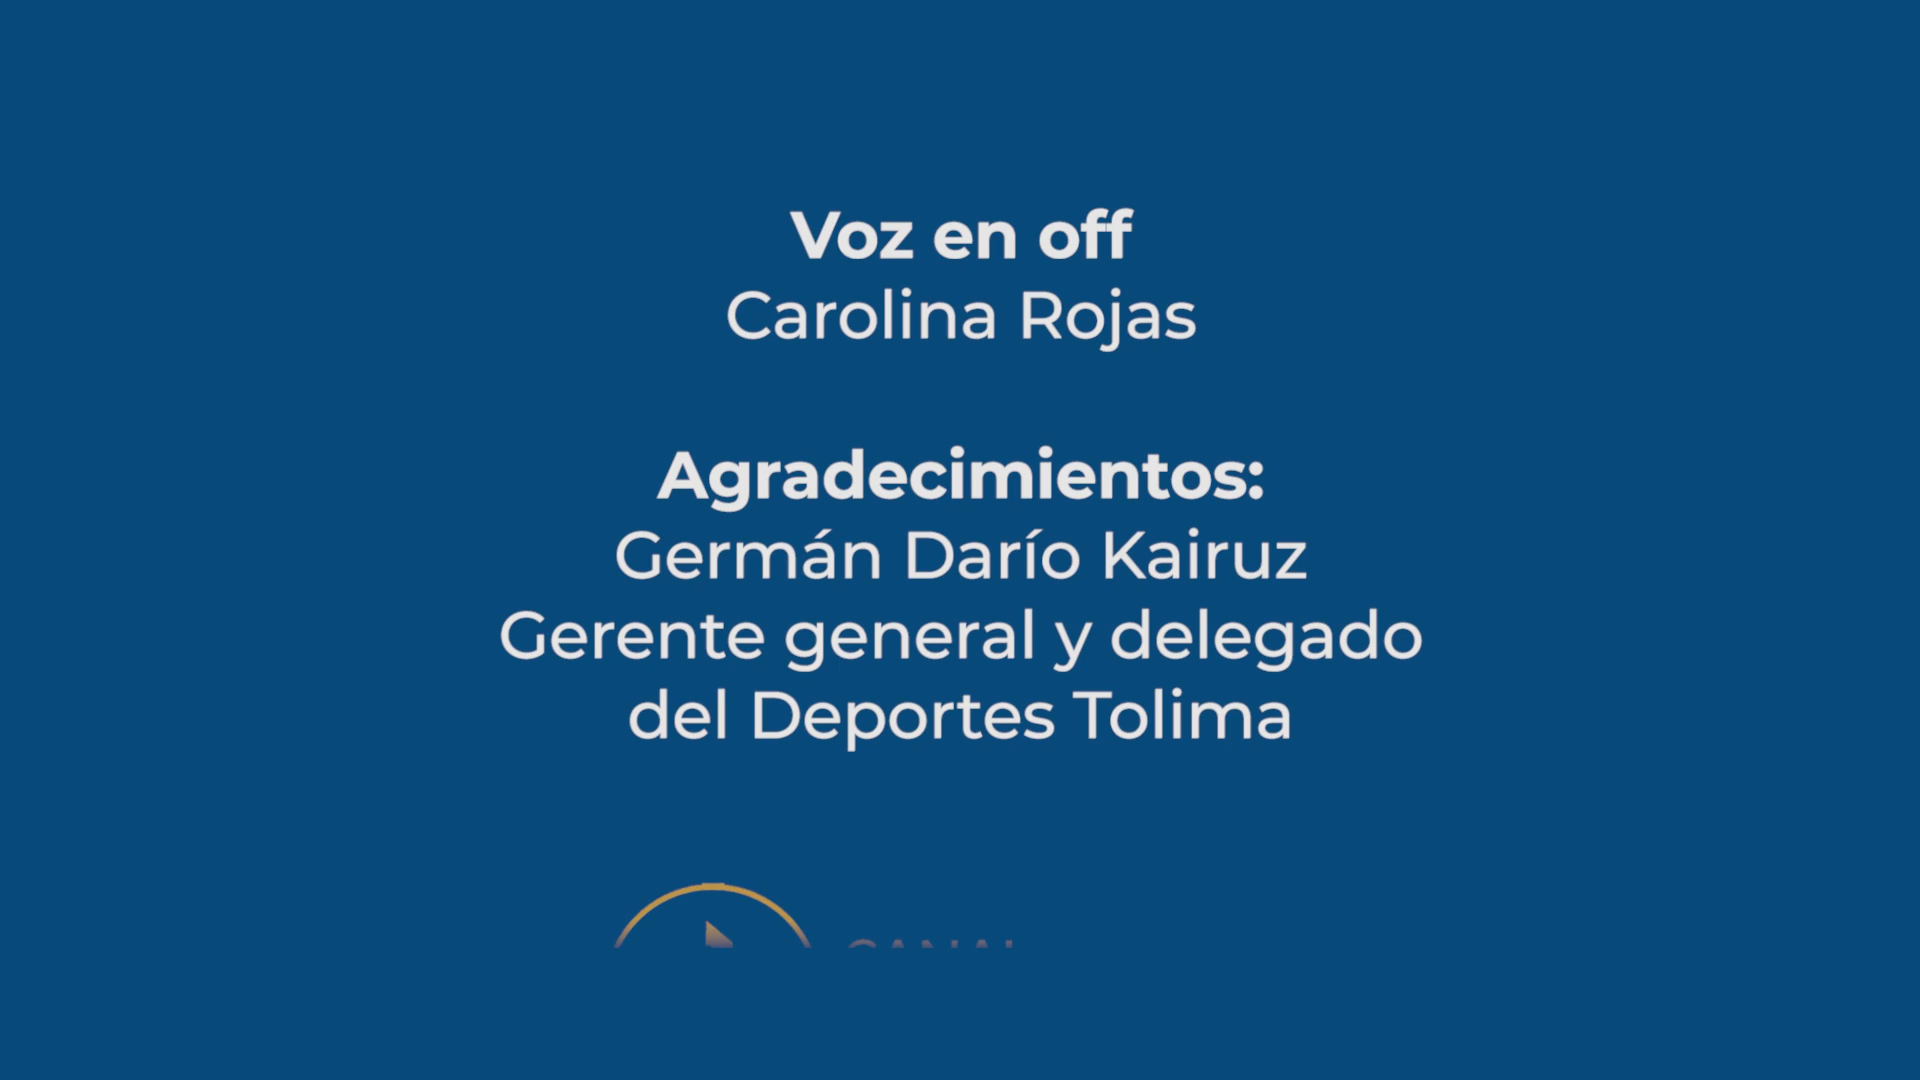 Voz en off
Carolina Rojas
Agradecimientos:
Germán Darío Kairuz
Gerente general y delegado
del Deportes Tolima